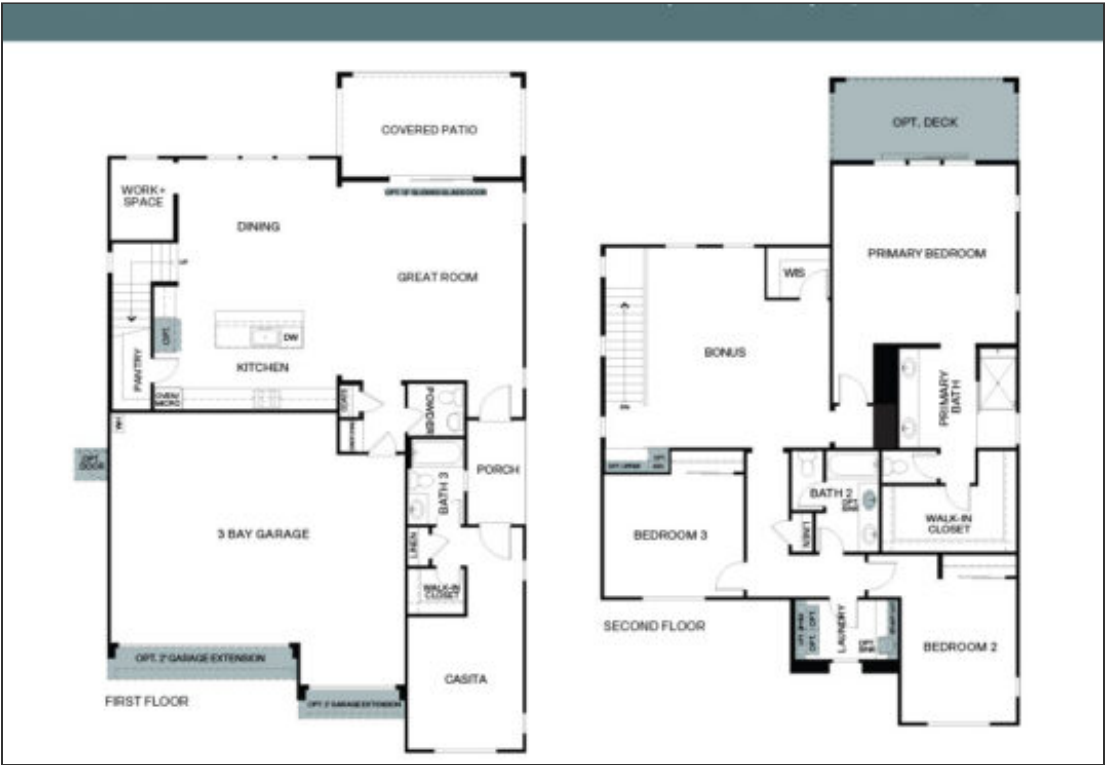 COVERED PATIO
WORK+
SPACE
DINING
GREAT ROOM
UP
OPT.
DW
PANTRY
KITCHEN
OVEN/
MICRO
COATS
POWDER
WH
OPT.
DOOR
PORCH
BATH 3
3 BAY GARAGE
LINEN
WALK-IN
CLOSET
OPT. 2' GARAGE EXTENSION
CASITA
OPT. 2' GARAGE EXTENSION
FIRST FLOOR
OPT. DECK
PRIMARY BEDROOM
WIS
BONUS
PRIMARY
BATH
BATH 2
WALK-IN
CLOSET
LINEN
BEDROOM 3
SECOND FLOOR
LAUNDRY
BEDROOM 2